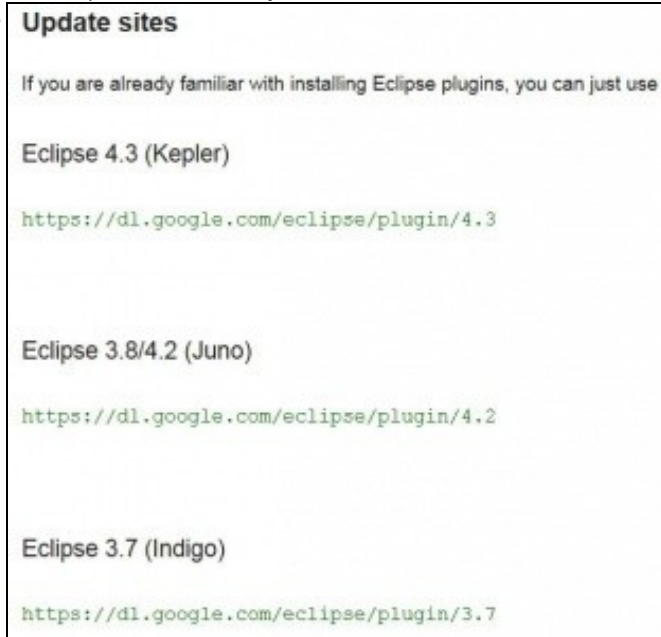 Update sites
If you are already familiar with installing Eclipse plugins, you can just use
Eclipse 4.3 (Kepler)
https://dl.google.com/eclipse/plugin/4.3
Eclipse 3.8/4.2 (Juno)
https://dl.google.com/eclipse/plugin/4.2
Eclipse 3.7 (Indigo)
https://dl.google.com/eclipse/plugin/3.7